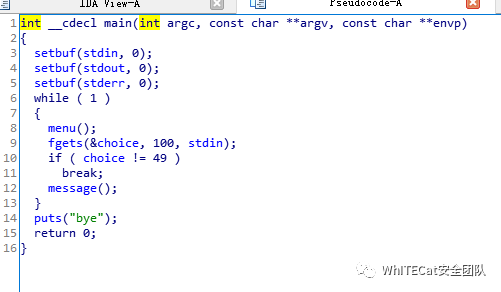 IDA View-A
Pseudocode-A
1 int __cdecl main(int argc, const char **argv, const char **envp)
2 {
3 setbuf(stdin, 0);
4 setbuf(stdout, 0);
5 setbuf(stderr, 0);
6 while ( 1 )
7 {
8 menu();
9 fgets(&choice, 100, stdin);
10 if ( choice != 49 )
11 break;
12 message();
13 }
14 puts("bye");
15 return 0;
16 }
WhITECat安全团队